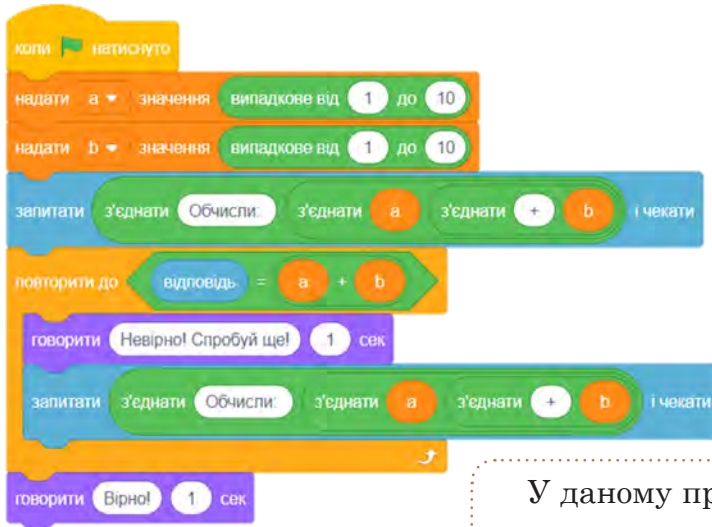 коли натиснуто
надати a значення випадкове від 1 до 10
надати b значення випадкове від 1 до 10
запитати з'єднати Обчисли: з'єднати a з'єднати + b і чекати
повторити до відповідь = a + b
говорити Невірно! Спробуй ще! 1 сек
запитати з'єднати Обчисли: з'єднати a з'єднати + b і чекати
говорити Вірно! 1 сек
У даному пр